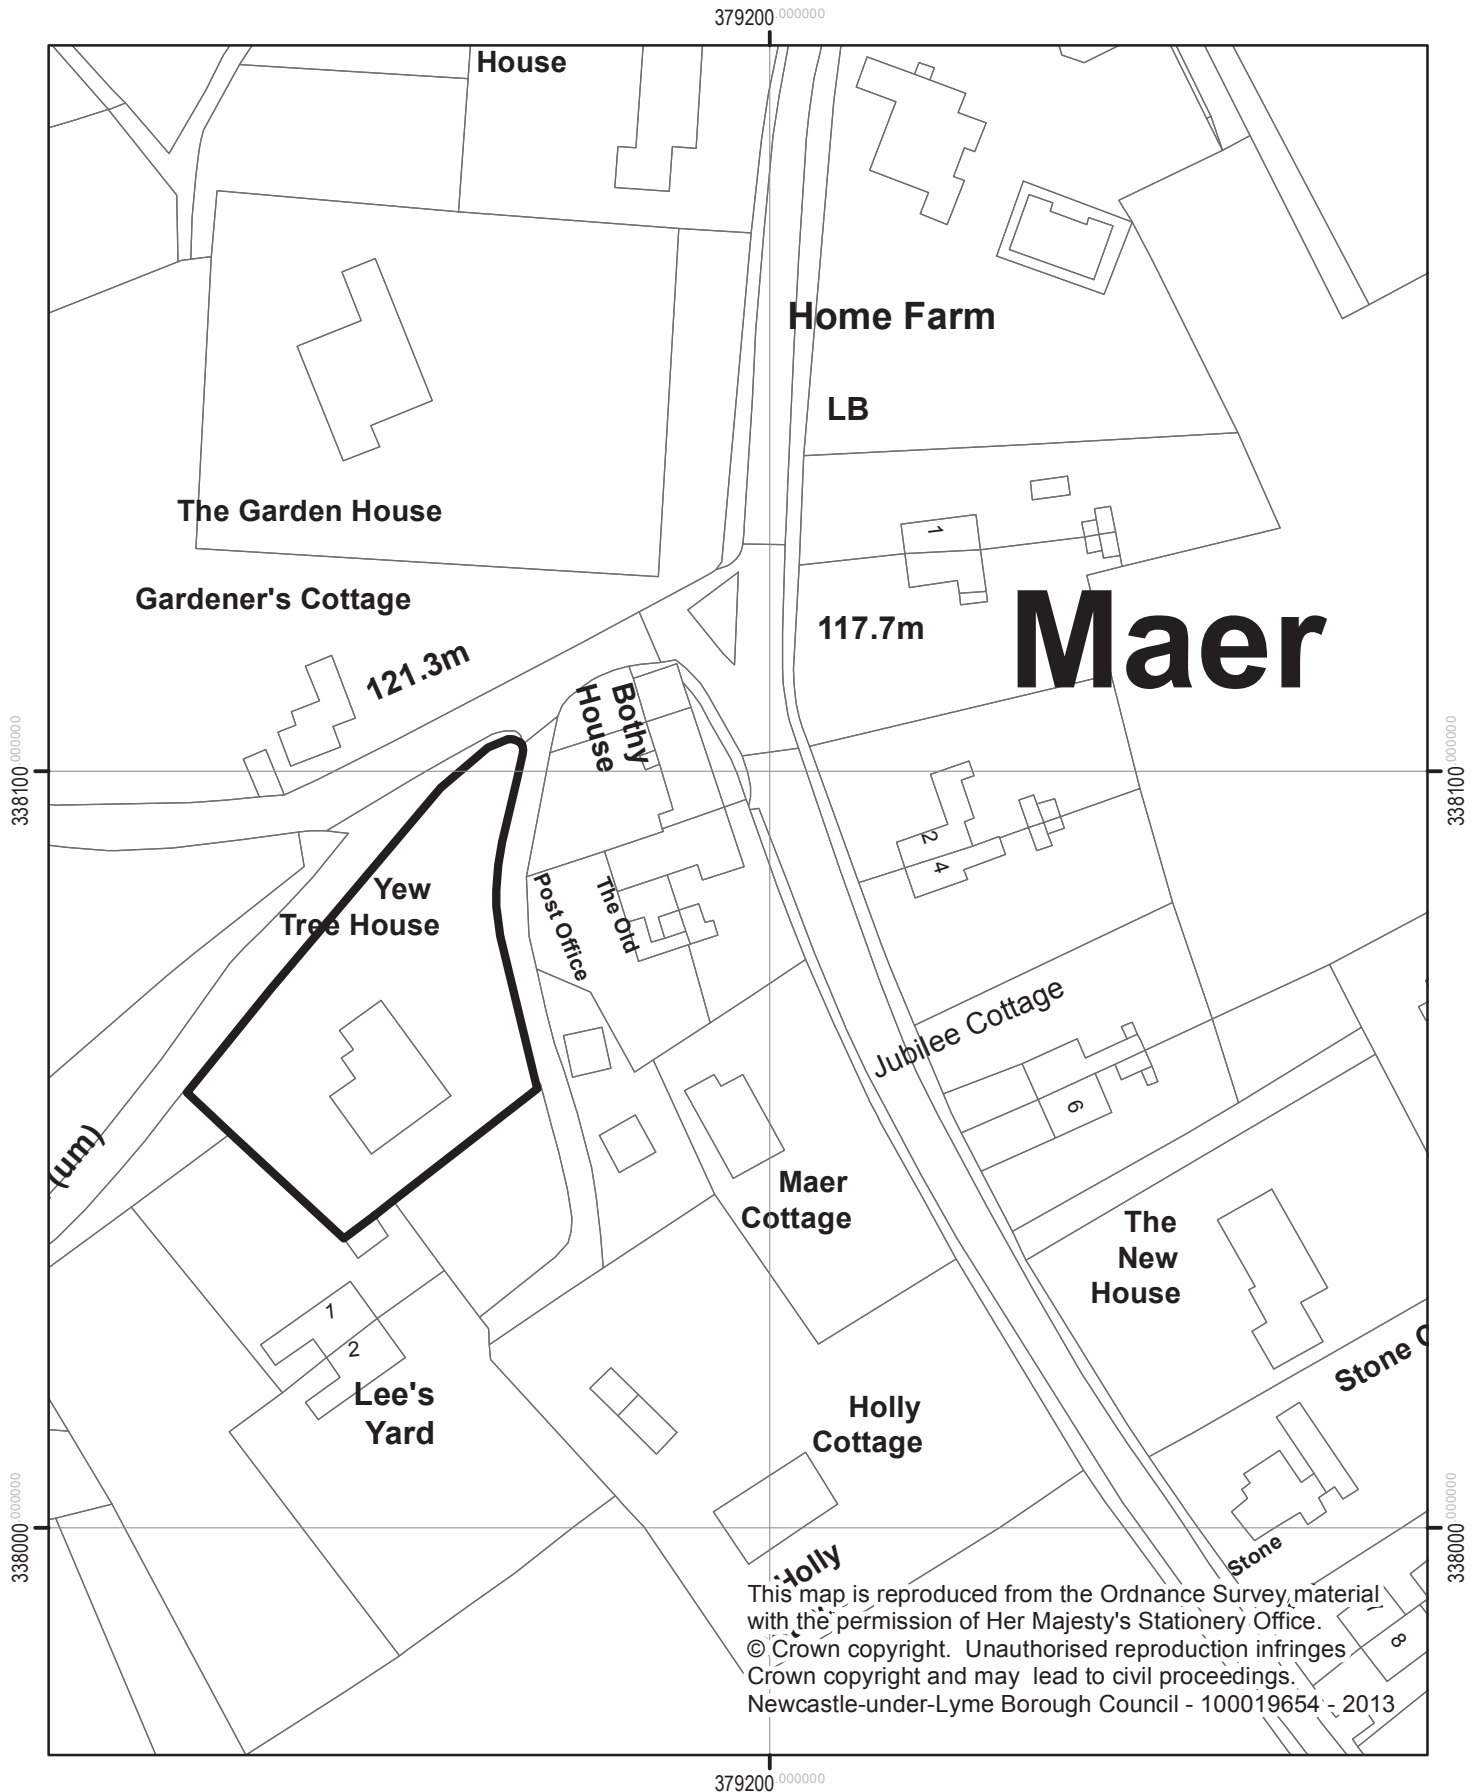 379200.000000
House
Home Farm
LB
The Garden House
1
Gardener's Cottage
117.7m
Maer
121.3m
Bothy
House
338100.000000
338100.000000
2
4
Yew
Tree House
Post Office
The Old
Jubilee Cottage
6
(um)
Maer
Cottage
The
New
House
1
2
Lee's
Yard
Stone
Holly
Cottage
338000.000000
338000.000000
Stone
Holly
7
8
This map is reproduced from the Ordnance Survey material
with the permission of Her Majesty's Stationery Office.
© Crown copyright. Unauthorised reproduction infringes
Crown copyright and may lead to civil proceedings.
Newcastle-under-Lyme Borough Council - 100019654 - 2013
379200.000000